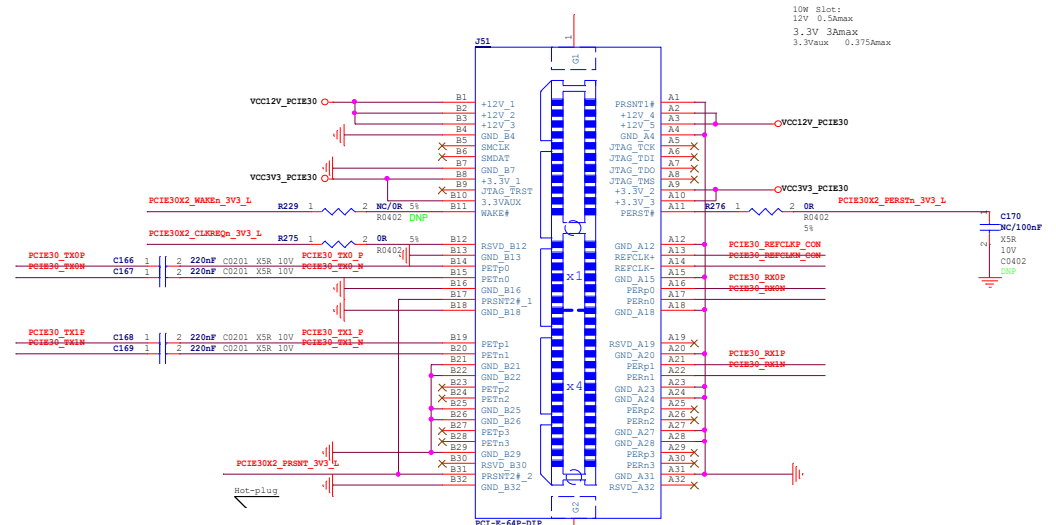 10W Slot:
12V 0.5Amax
3.3V 3Amax
3.3Vaux 0.375Amax
J51
1
G1
VCC12V_PCIE30
B1 +12V_1 PRSNT1# A1
B2 +12V_2 +12V_4 A2
B3 +12V_3 +12V_5 A3 VCC12V_PCIE30
B4 GND_B4 GND_A4 A4
B5 SMCLK JTAG_TCK A5
B6 SMDAT JTAG_TDI A6
B7 GND_B7 JTAG_TDO A7
VCC3V3_PCIE30 B8 +3.3V_1 JTAG_TMS A8
B9 JTAG_TRST +3.3V_2 A9 VCC3V3_PCIE30
B10 3.3VAUX +3.3V_3 A10
PCIE30X2_WAKEn_3V3_L R229 1 2 NC/0R 5% B11 WAKE# PERST# A11 R276 1 2 0R PCIE30X2_PERSTn_3V3_L
R0402 DNP
R0402
5%
1 C170
NC/100nF
2 X5R
10V
C0402
DNP
PCIE30X2_CLKREQn_3V3_L R275 1 2 0R 5% B12 RSVD_B12 GND_A12 A12
R0402
B13 GND_B13 REFCLK+ A13 PCIE30_REFCLKP_CON
PCIE30_TX0P C166 1 2 220nF C0201 X5R 10V PCIE30_TX0_P B14 PETp0 REFCLK- A14 PCIE30_REFCLKN_CON
PCIE30_TX0N C167 1 2 220nF C0201 X5R 10V PCIE30_TX0_N B15 PETn0 GND_A15 A15
B16 GND_B16 PERp0 A16 PCIE30_RX0P
B17 PRSNT2#_1 PERn0 A17 PCIE30_RX0N
B18 GND_B18 GND_A18 A18
x1
PCIE30_TX1P C168 1 2 220nF C0201 X5R 10V PCIE30_TX1_P B19 PETp1 RSVD_A19 A19
PCIE30_TX1N C169 1 2 220nF C0201 X5R 10V PCIE30_TX1_N B20 PETn1 GND_A20 A20
B21 GND_B21 PERp1 A21 PCIE30_RX1P
B22 GND_B22 PERn1 A22 PCIE30_RX1N
B23 PETp2 GND_A23 A23
x4
B24 PETn2 GND_A24 A24
B25 GND_B25 PERp2 A25
B26 GND_B26 PERn2 A26
B27 PETp3 GND_A27 A27
B28 PETn3 GND_A28 A28
B29 GND_B29 PERp3 A29
B30 RSVD_B30 PERn3 A30
PCIE30X2_PRSNT_3V3_L B31 PRSNT2#_2 GND_A31 A31
B32 GND_B32 RSVD_A32 A32
Hot-plug
G2
PCI-E-64P-DIP